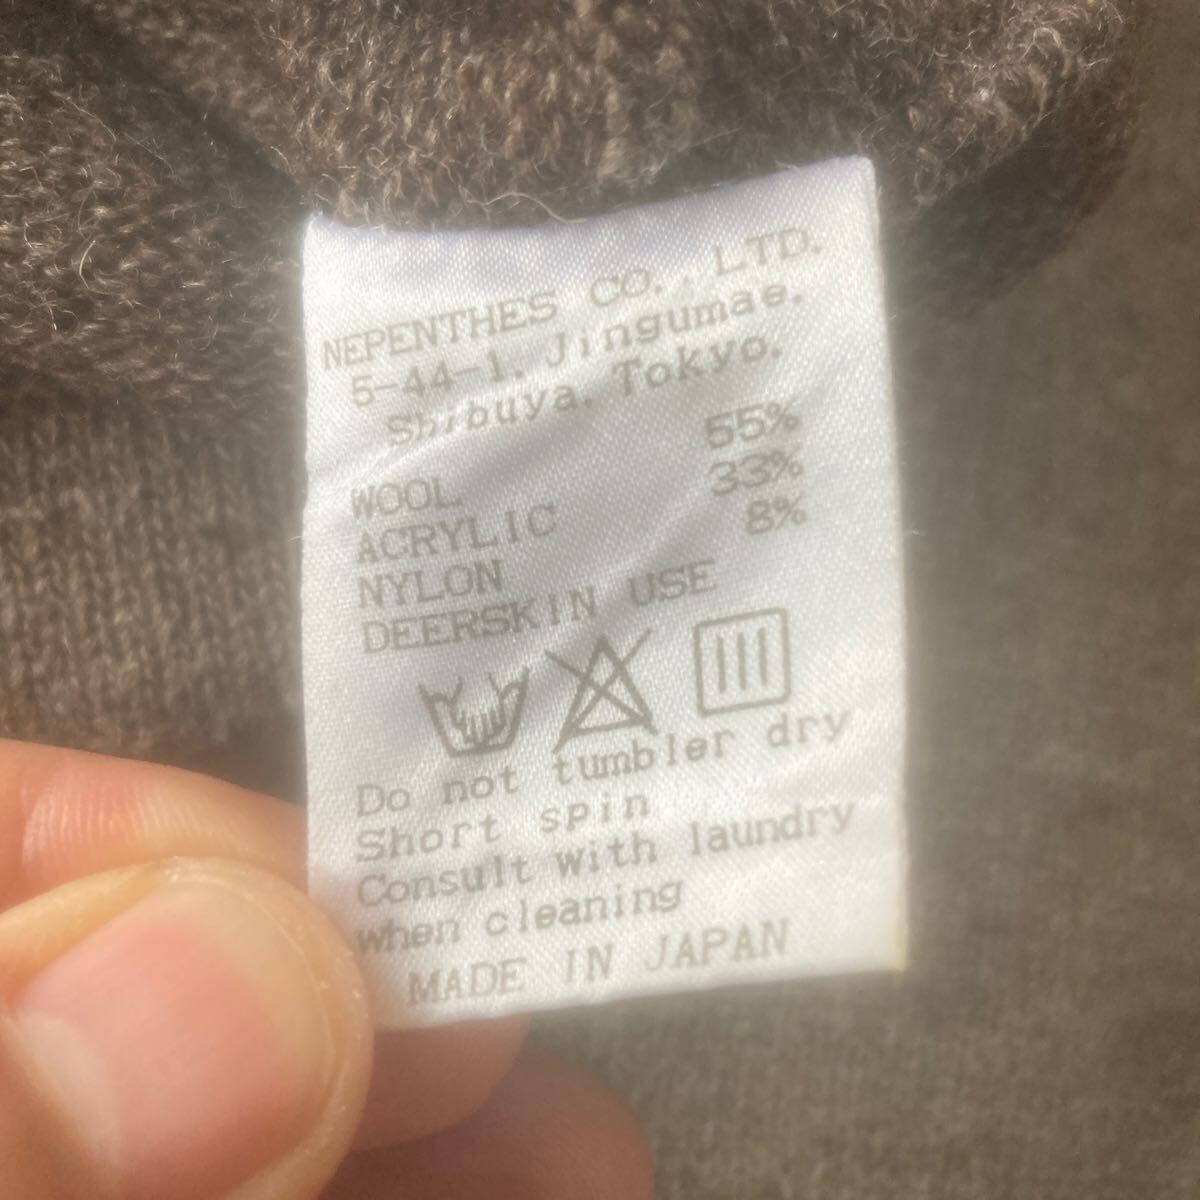 NEPENTHES CO., LTD.
5-44-1, Jingumae,
Shibuya, Tokyo.
WOOL 55%
ACRYLIC 33%
NYLON 8%
DEERSKIN USE
Do not tumbler dry
Short spin
Consult with laundry
when cleaning
MADE IN JAPAN